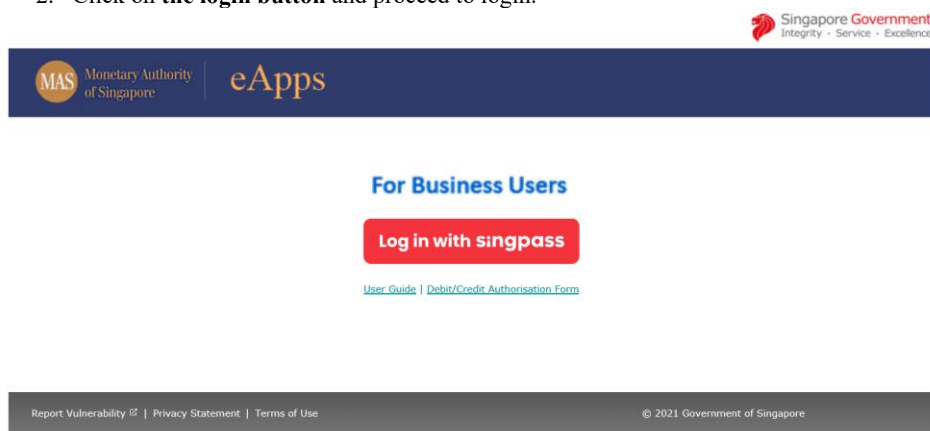 2. Click on the login button and proceed to login.
Singapore Government
Integrity · Service · Excellence
MAS
Monetary Authority
of Singapore
eApps
For Business Users
Log in with singpass
User Guide | Debit/Credit Authorisation Form
Report Vulnerability | Privacy Statement | Terms of Use
© 2021 Government of Singapore